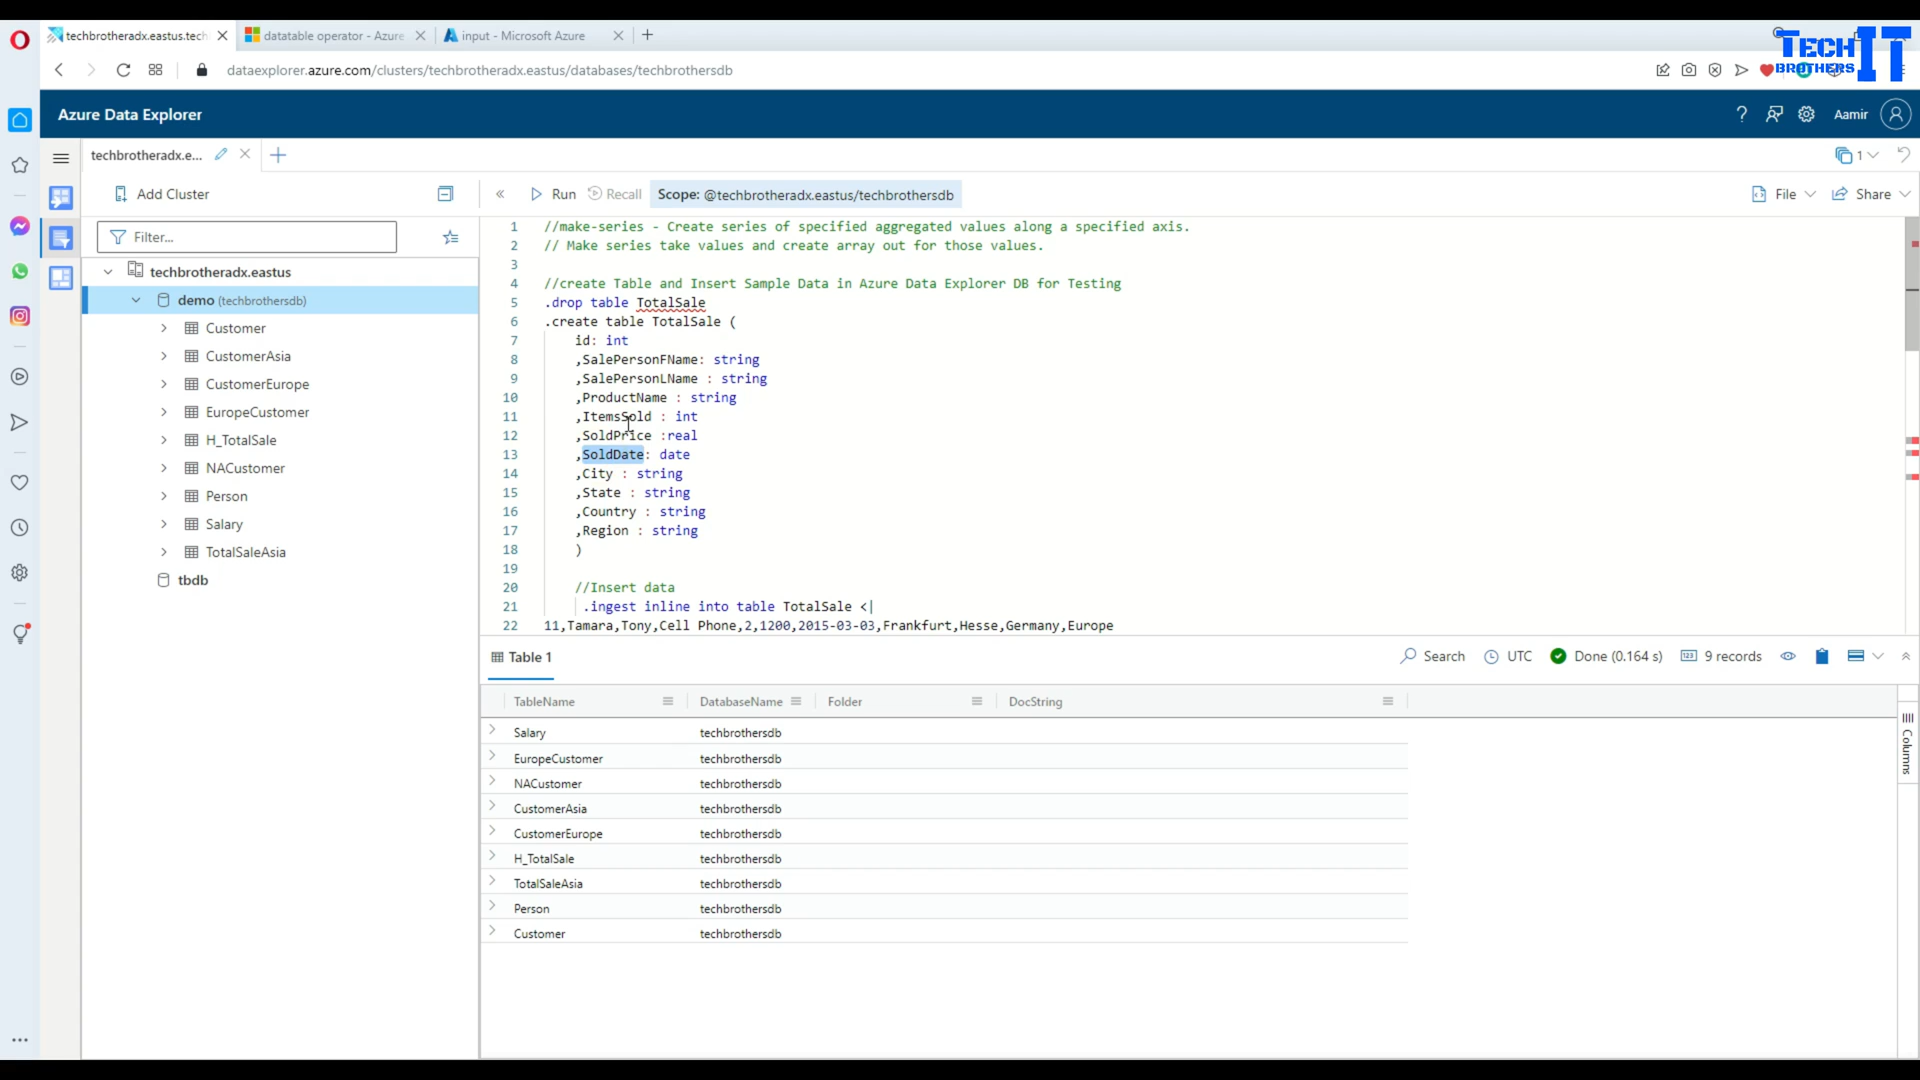 techbrotheradx.eastus.tech
datatable operator - Azure
input - Microsoft Azure
TECH BROTHERS IT
dataexplorer.azure.com/clusters/techbrotheradx.eastus/databases/techbrothersdb
Azure Data Explorer
? Aamir
techbrotheradx.e...
1
Add Cluster
Run
Recall
Scope: @techbrotheradx.eastus/techbrothersdb
File
Share
Filter...
techbrotheradx.eastus
demo (techbrothersdb)
Customer
CustomerAsia
CustomerEurope
EuropeCustomer
H_TotalSale
NACustomer
Person
Salary
TotalSaleAsia
tbdb
1 //make-series - Create series of specified aggregated values along a specified axis.
2 // Make series take values and create array out for those values.
3
4 //create Table and Insert Sample Data in Azure Data Explorer DB for Testing
5 .drop table TotalSale
6 .create table TotalSale (
7 id: int
8 ,SalePersonFName: string
9 ,SalePersonLName : string
10 ,ProductName : string
11 ,ItemsSold : int
12 ,SoldPrice :real
13 ,SoldDate: date
14 ,City : string
15 ,State : string
16 ,Country : string
17 ,Region : string
18 )
19
20 //Insert data
21 .ingest inline into table TotalSale <|
22 11,Tamara,Tony,Cell Phone,2,1200,2015-03-03,Frankfurt,Hesse,Germany,Europe
Table 1
Search
UTC
Done (0.164 s)
9 records
TableName DatabaseName Folder DocString
Salary techbrothersdb
EuropeCustomer techbrothersdb
NACustomer techbrothersdb
CustomerAsia techbrothersdb
CustomerEurope techbrothersdb
H_TotalSale techbrothersdb
TotalSaleAsia techbrothersdb
Person techbrothersdb
Customer techbrothersdb
Columns